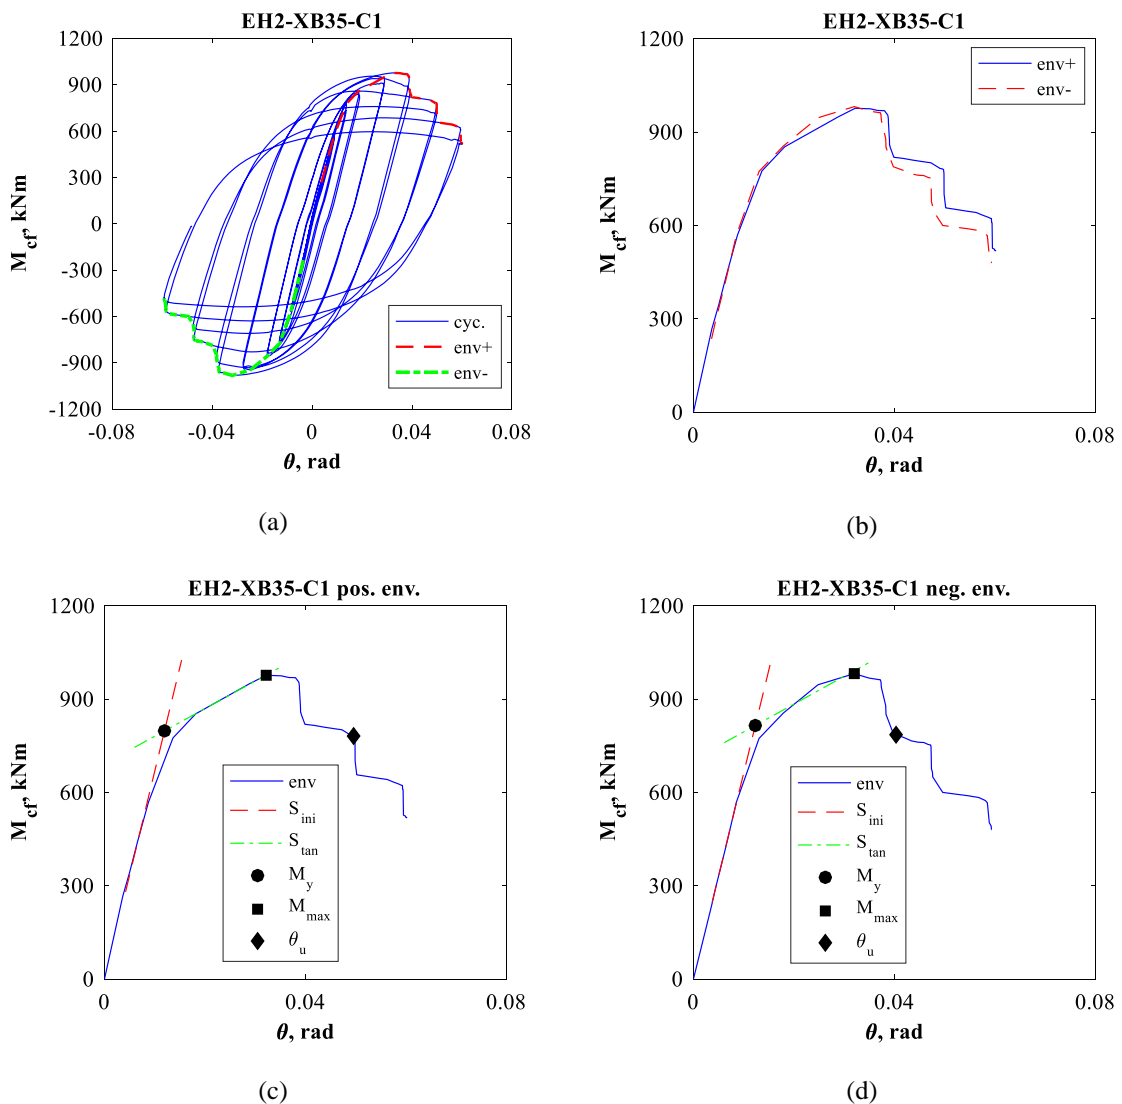 EH2-XB35-C1
1200
900
600
300
0
-300
-600
-900
-1200
-0.08
-0.04
0
0.04
0.08
M_cf, kNm
θ, rad
cyc.
env+
env-
(a)
EH2-XB35-C1
1200
900
600
300
0
0
0.04
0.08
M_cf, kNm
θ, rad
env+
env-
(b)
EH2-XB35-C1 pos. env.
1200
900
600
300
0
0
0.04
0.08
M_cf, kNm
θ, rad
env
S_ini
S_tan
M_y
M_max
θ_u
(c)
EH2-XB35-C1 neg. env.
1200
900
600
300
0
0
0.04
0.08
M_cf, kNm
θ, rad
env
S_ini
S_tan
M_y
M_max
θ_u
(d)